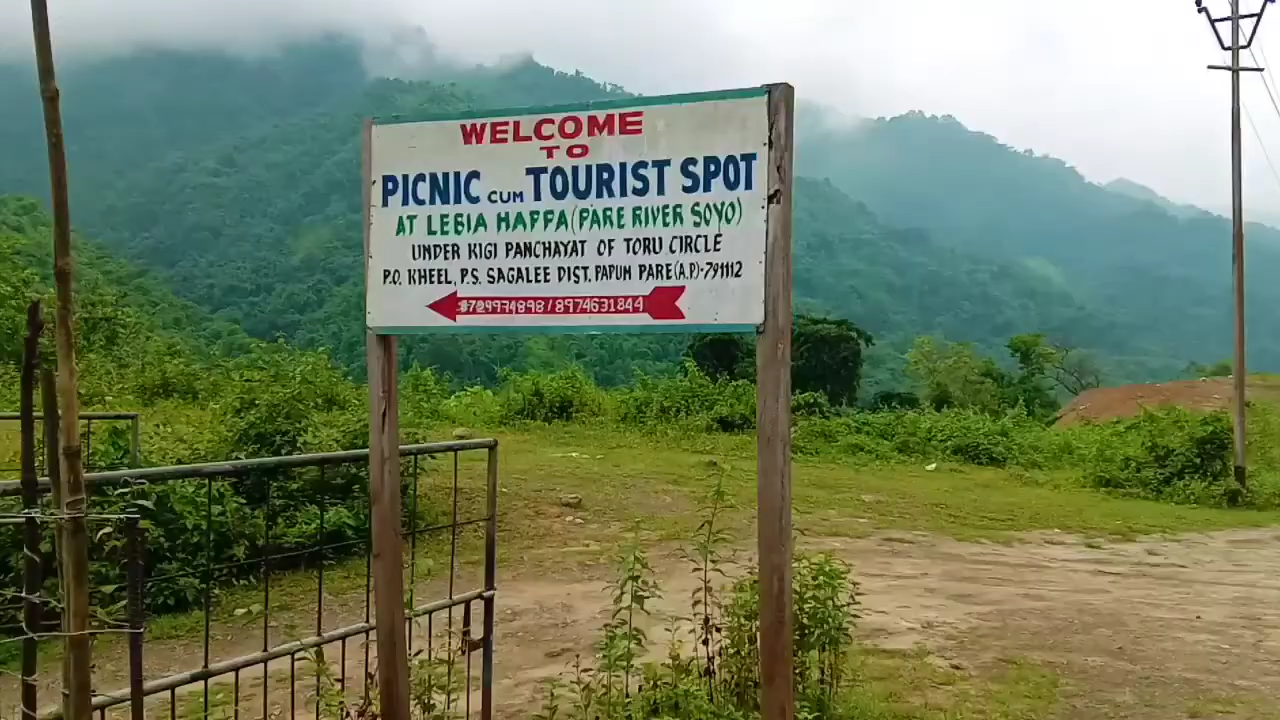 WELCOME
TO
PICNIC CUM TOURIST SPOT
AT LEBIA HAPPA (PARE RIVER SOYO)
UNDER KIGI PANCHAYAT OF TORU CIRCLE
P.O. KHEEL, P.S. SAGALEE DIST. PAPUM PARE (A.P)-791112
8729974898 / 8974631844